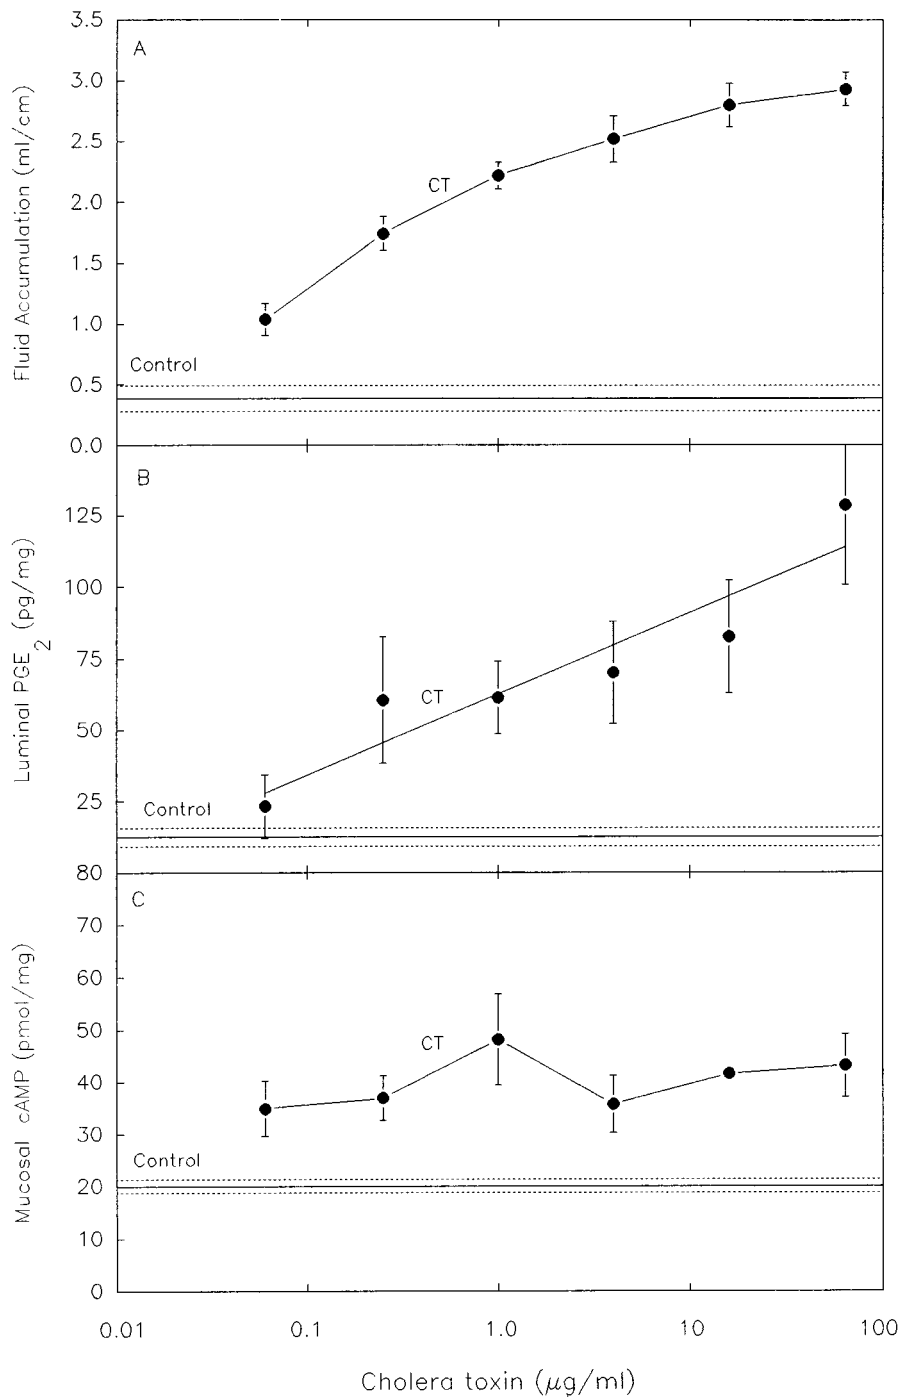 A
3.5
3.0
2.5
2.0
1.5
1.0
0.5
0.0
Fluid Accumulation (ml/cm)
CT
Control
B
125
100
75
50
25
Luminal PGE2 (pg/mg)
CT
Control
C
80
70
60
50
40
30
20
10
0
Mucosal cAMP (pmol/mg)
CT
Control
0.01 0.1 1.0 10 100
Cholera toxin (μg/ml)